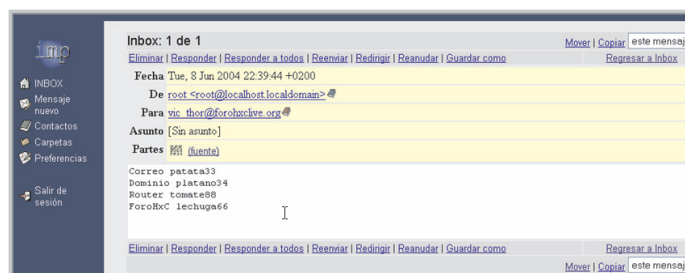 imp
INBOX
Mensaje
nuevo
Contactos
Carpetas
Preferencias
Salir de
sesión
Inbox: 1 de 1
Mover | Copiar este mensaj
Eliminar | Responder | Responder a todos | Reenviar | Redirigir | Reanudar | Guardar como Regresar a Inbox
Fecha Tue, 8 Jun 2004 22:39:44 +0200
De root <root@localhost.localdomain>
Para vic_thor@forohxclive.org
Asunto [Sin asunto]
Partes (fuente)
Correo patata33
Dominio platano34
Router tomate88
ForoHxC lechuga66
Eliminar | Responder | Responder a todos | Reenviar | Redirigir | Reanudar | Guardar como Regresar a Inbox
Mover | Copiar este mensaj